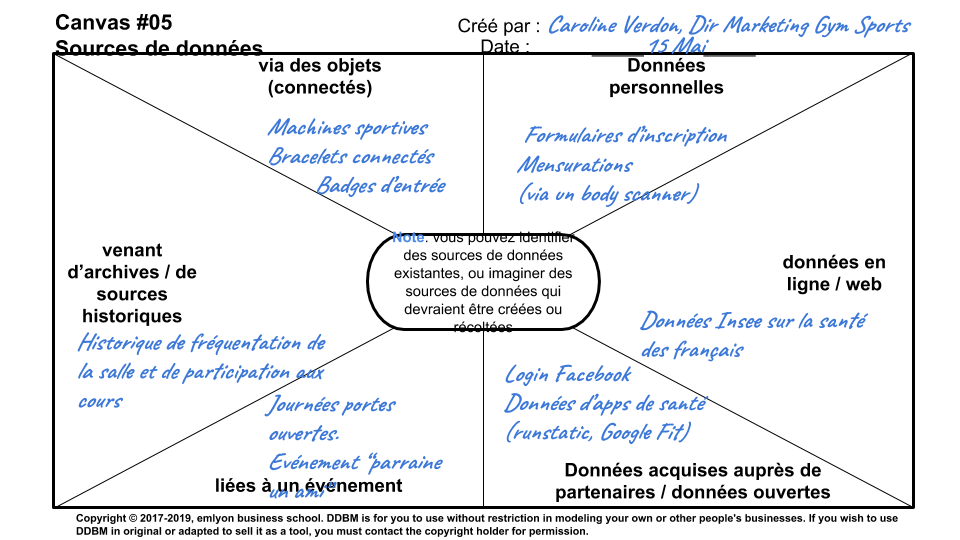 Canvas #05
Sources de données
Créé par : Caroline Verdon, Dir Marketing Gym Sports
Date : 15 Mai
via des objets
(connectés)
Machines sportives
Bracelets connectés
Badges d'entrée
Données
personnelles
Formulaires d'inscription
Mensurations
(via un body scanner)
venant
d'archives / de
sources
historiques
Historique de fréquentation de
la salle et de participation aux
cours
Note: vous pouvez identifier
des sources de données
existantes, ou imaginer des
sources de données qui
devraient être créées ou
récoltées
données en
ligne / web
Données Insee sur la santé
des français
Journées portes
ouvertes.
Evénement "parraine
un ami"
liées à un événement
Login Facebook
Données d'apps de santé
(runstatic, Google Fit)
Données acquises auprès de
partenaires / données ouvertes
Copyright © 2017-2019, emlyon business school. DDBM is for you to use without restriction in modeling your own or other people's businesses. If you wish to use
DDBM in original or adapted to sell it as a tool, you must contact the copyright holder for permission.